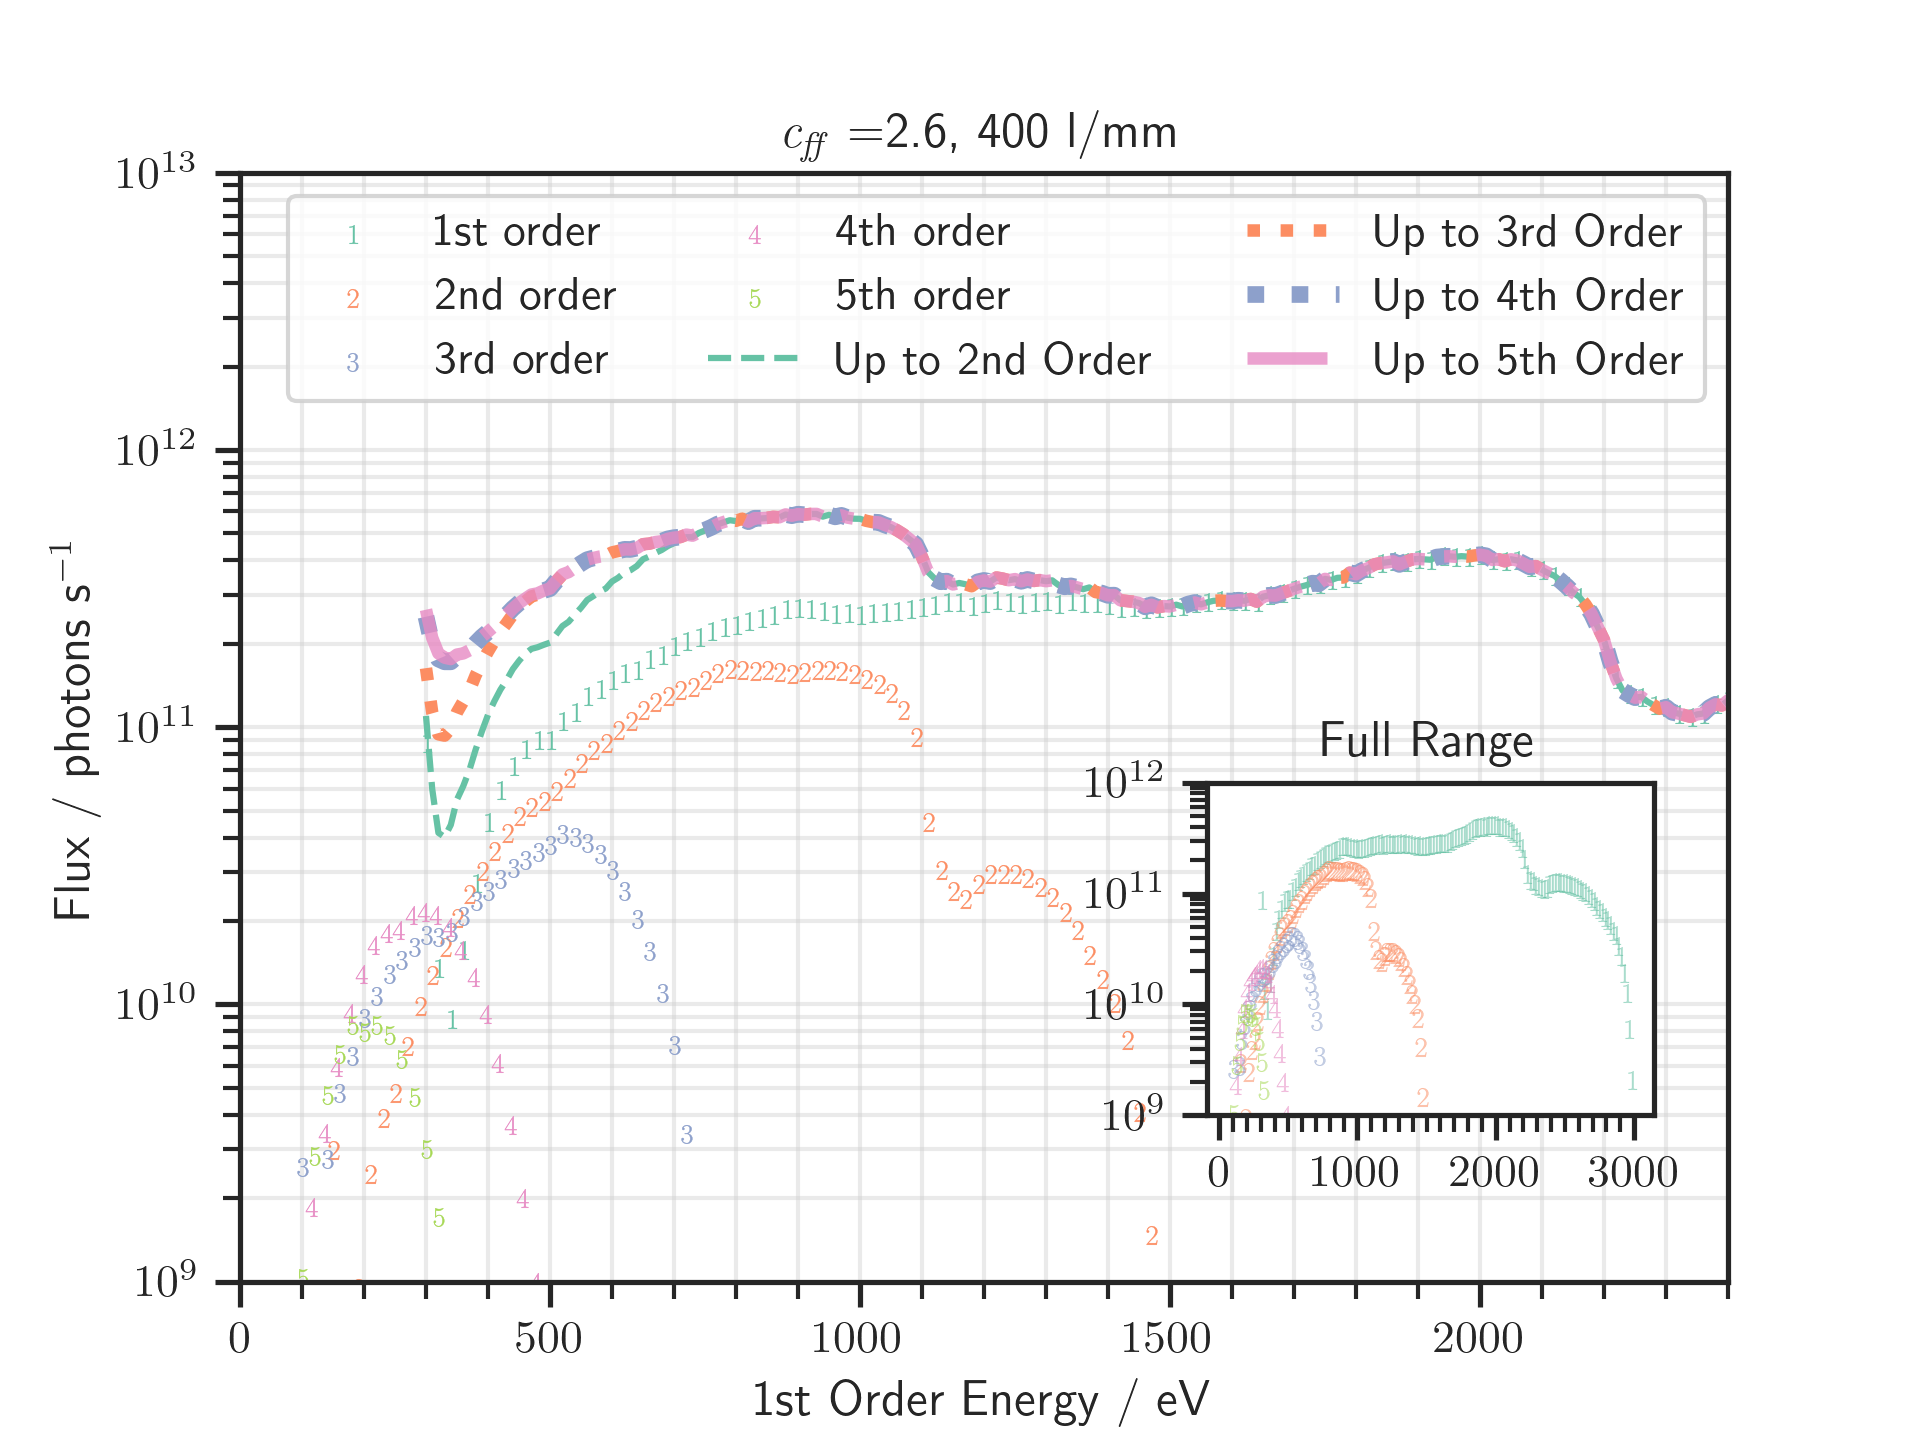 c_ff =2.6, 400 l/mm
10^13
10^12
10^11
10^10
10^9
Flux / photons s^−1
1st order
2nd order
3rd order
4th order
5th order
Up to 2nd Order
Up to 3rd Order
Up to 4th Order
Up to 5th Order
Full Range
10^12
10^11
10^10
10^9
0 1000 2000 3000
0 500 1000 1500 2000
1st Order Energy / eV